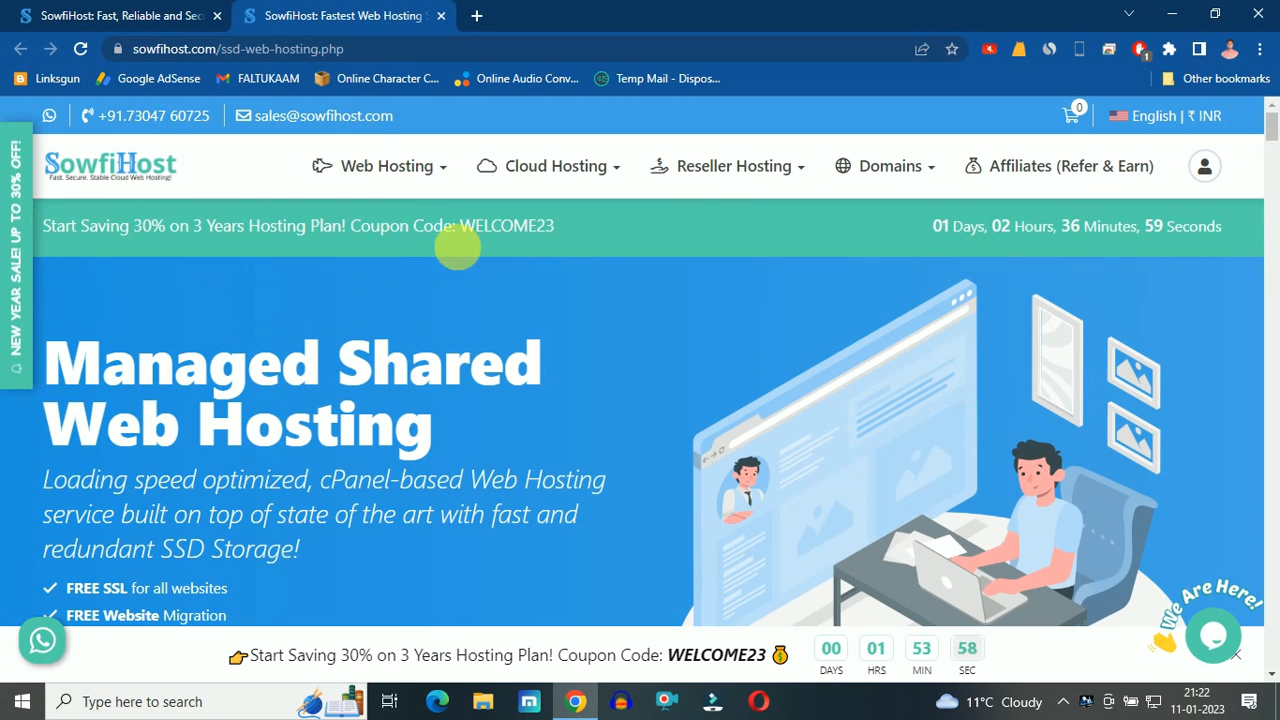 SowfiHost: Fast, Reliable and Sec
SowfiHost: Fastest Web Hosting S
sowfihost.com/ssd-web-hosting.php
1
Linksgun
Google AdSense
FALTUKAAM
Online Character C...
Online Audio Conv...
Temp Mail - Dispos...
Other bookmarks
+91.73047 60725
sales@sowfihost.com
0
English | ₹ INR
SowfiHost
Fast. Secure. Stable Cloud Web Hosting!
Web Hosting
Cloud Hosting
Reseller Hosting
Domains
Affiliates (Refer & Earn)
NEW YEAR SALE! UP TO 30% OFF!
Start Saving 30% on 3 Years Hosting Plan! Coupon Code: WELCOME23
01 Days, 02 Hours, 36 Minutes, 59 Seconds
Managed Shared
Web Hosting
Loading speed optimized, cPanel-based Web Hosting
service built on top of state of the art with fast and
redundant SSD Storage!
FREE SSL for all websites
FREE Website Migration
We Are Here!
Start Saving 30% on 3 Years Hosting Plan! Coupon Code: WELCOME23
00 01 53 58
DAYS HRS MIN SEC
Type here to search
11°C Cloudy
21:22
11-01-2023